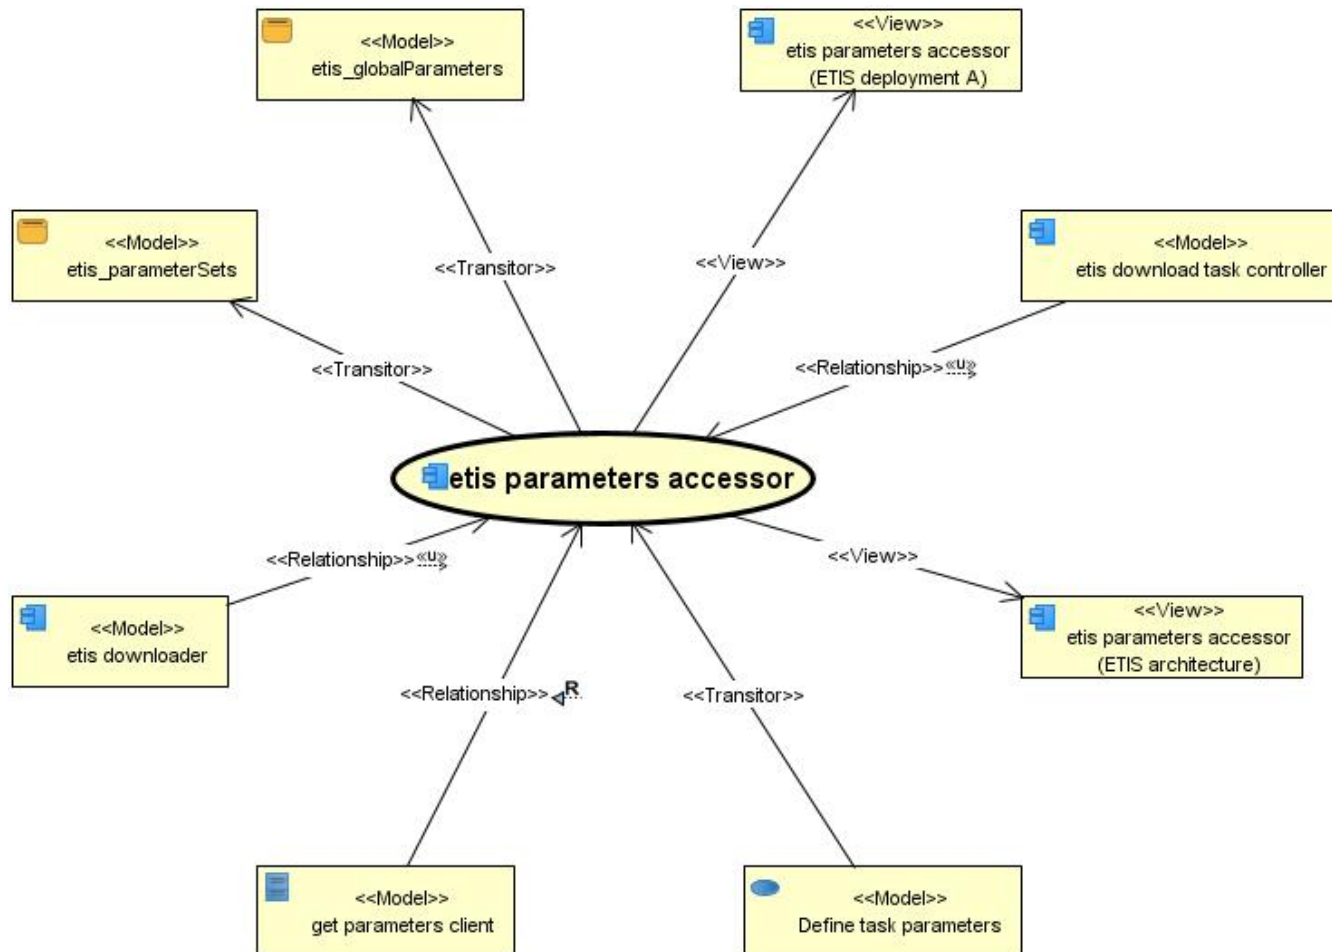 <<Model>>
etis_globalParameters
<<View>>
etis parameters accessor
(ETIS deployment A)
<<Model>>
etis_parameterSets
<<Model>>
etis download task controller
<<Transitor>>
<<View>>
<<Transitor>>
<<Relationship>> «u»
etis parameters accessor
<<Relationship>> «u»
<<View>>
<<Model>>
etis downloader
<<View>>
etis parameters accessor
(ETIS architecture)
<<Relationship>> R
<<Transitor>>
<<Model>>
get parameters client
<<Model>>
Define task parameters